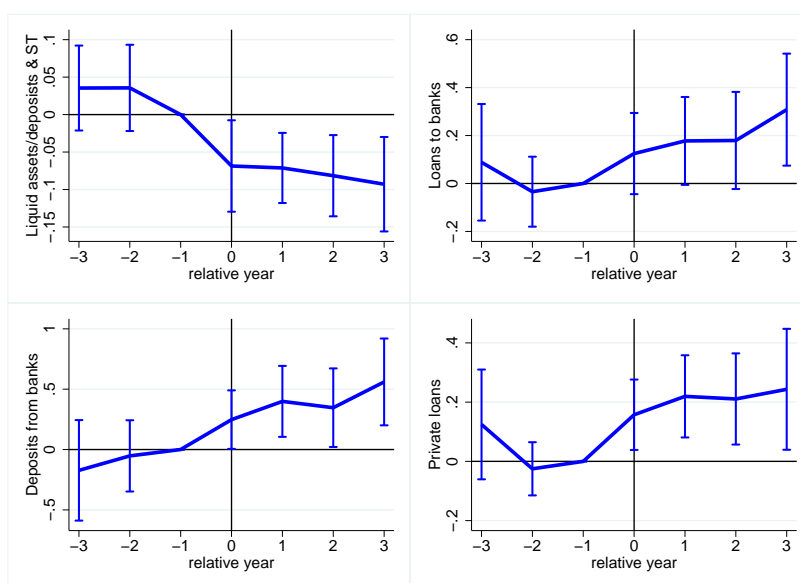 Liquid assets/deposists & ST
.1
.05
0
-.05
-.1
-.15
-3 -2 -1 0 1 2 3
relative year
Loans to banks
.6
.4
.2
0
-.2
-3 -2 -1 0 1 2 3
relative year
Deposits from banks
1
.5
0
-.5
-3 -2 -1 0 1 2 3
relative year
Private loans
.4
.2
0
-.2
-3 -2 -1 0 1 2 3
relative year